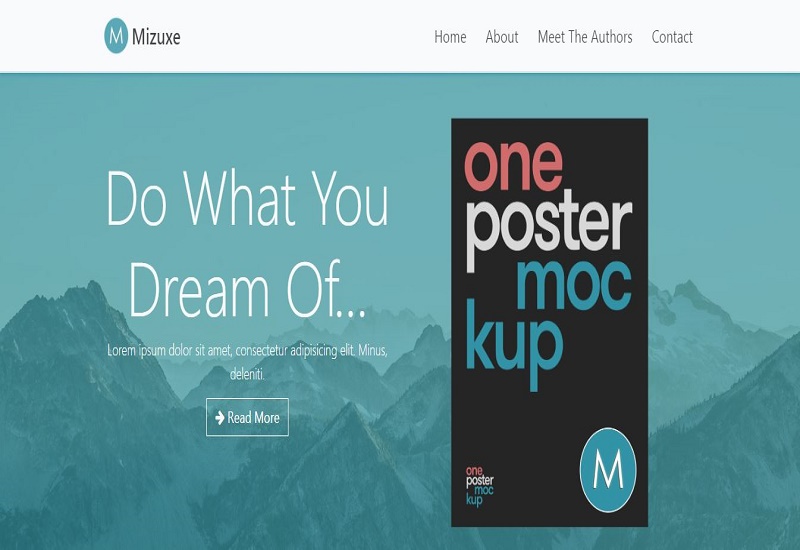 M Mizuxe
Home About Meet The Authors Contact
Do What You
Dream Of...
Lorem ipsum dolor sit amet, consectetur adipisicing elit. Minus,
deleniti.
Read More
one
poster
moc
kup
one
poster
moc
kup
M